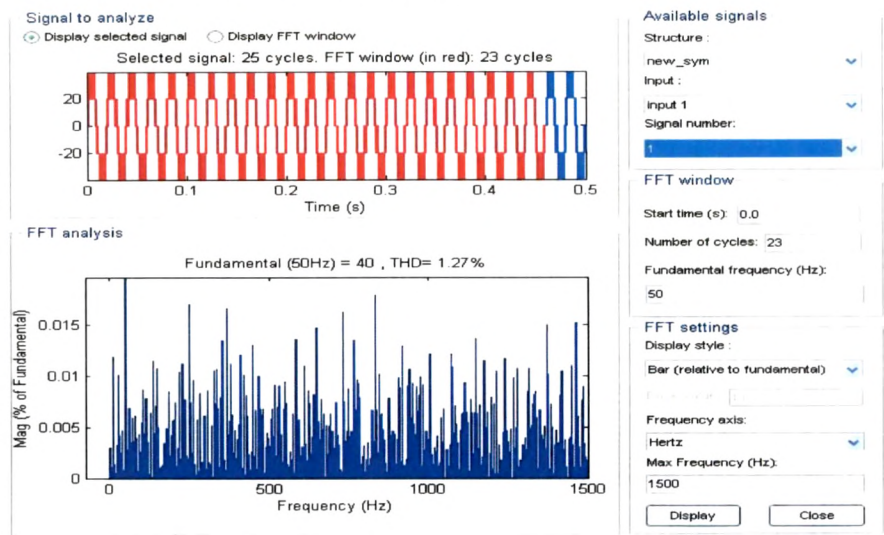 Signal to analyze
Display selected signal
Display FFT window
Selected signal: 25 cycles. FFT window (in red): 23 cycles
20
0
-20
0
0.1
0.2
0.3
0.4
0.5
Time (s)
FFT analysis
Fundamental (50Hz) = 40 , THD= 1.27%
Mag (% of Fundamental)
0.015
0.01
0.005
0
0
500
1000
1500
Frequency (Hz)
Available signals
Structure :
new_sym
Input :
input 1
Signal number:
1
FFT window
Start time (s): 0.0
Number of cycles: 23
Fundamental frequency (Hz):
50
FFT settings
Display style :
Bar (relative to fundamental)
Frequency axis:
Hertz
Max Frequency (Hz):
1500
Display
Close